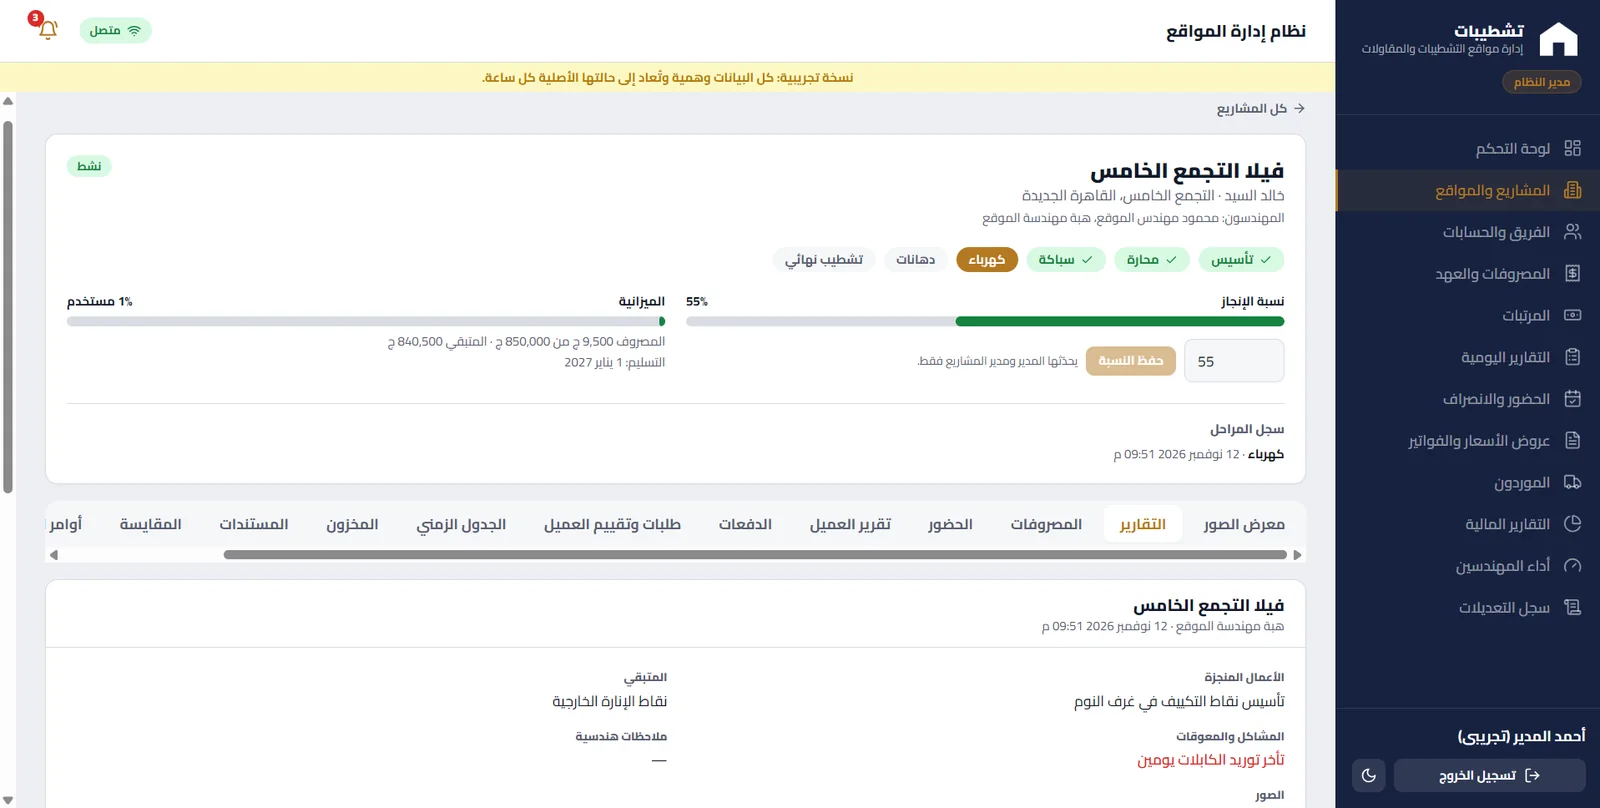 تشطيبات
إدارة مواقع التشطيبات والمقاولات
مدير النظام
لوحة التحكم
المشاريع والمواقع
الفريق والحسابات
المصروفات والعهد
المرتبات
التقارير اليومية
الحضور والانصراف
عروض الأسعار والفواتير
الموردون
التقارير المالية
أداء المهندسين
سجل التعديلات
أحمد المدير (تجريبي)
تسجيل الخروج
نظام إدارة المواقع
متصل
3
نسخة تجريبية: كل البيانات وهمية وتُعاد إلى حالتها الأصلية كل ساعة.
كل المشاريع
فيلا التجمع الخامس
نشط
خالد السيد · التجمع الخامس، القاهرة الجديدة
المهندسون: محمود مهندس الموقع، هبة مهندسة الموقع
تأسيس محارة سباكة كهرباء دهانات تشطيب نهائي
نسبة الإنجاز 55%
55 حفظ النسبة يحدّثها المدير ومدير المشاريع فقط.
الميزانية 1% مستخدم
المصروف 9,500 ج من 850,000 ج · المتبقي 840,500 ج
التسليم: 1 يناير 2027
سجل المراحل
كهرباء · 12 نوفمبر 2026 09:51 م
معرض الصور التقارير المصروفات الحضور تقرير العميل الدفعات طلبات وتقييم العميل الجدول الزمني المخزون المستندات المقايسة أوامر
فيلا التجمع الخامس
هبة مهندسة الموقع · 12 نوفمبر 2026 09:51 م
الأعمال المنجزة
تأسيس نقاط التكييف في غرف النوم
المتبقي
نقاط الإنارة الخارجية
المشاكل والمعوقات
تأخر توريد الكابلات يومين
ملاحظات هندسية
—
الصور